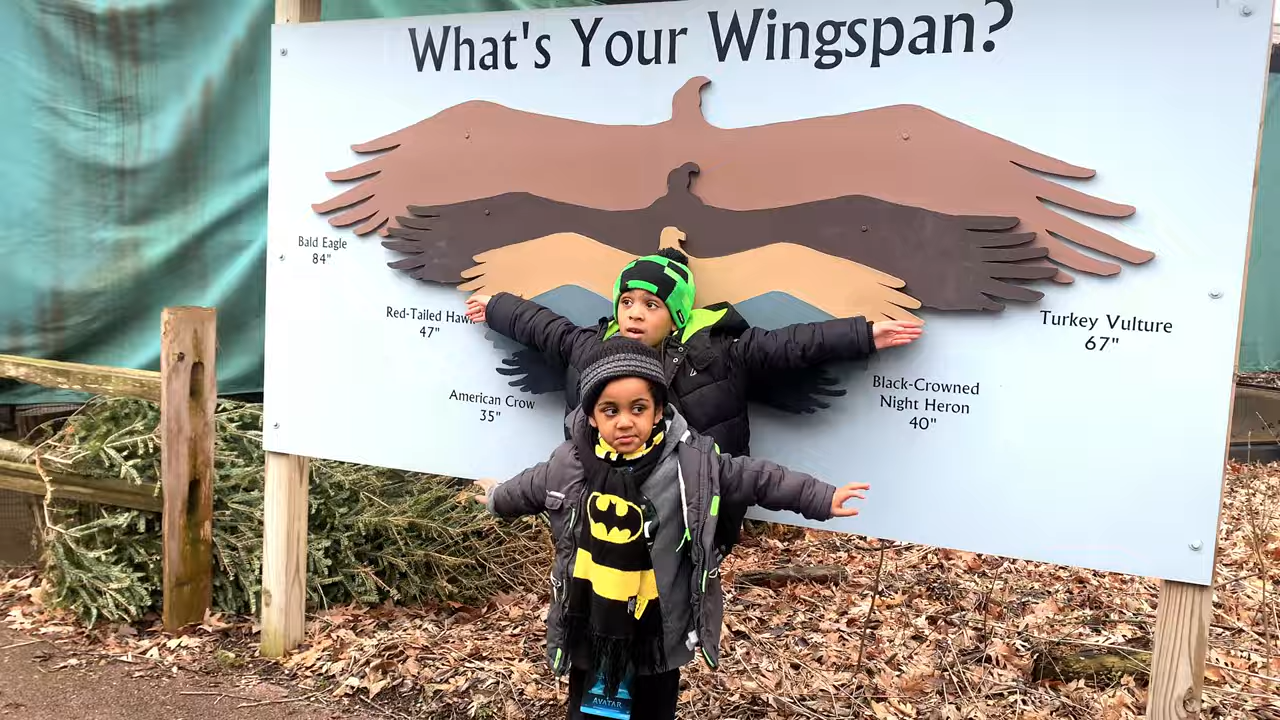 What's Your Wingspan?
Bald Eagle
84"
Red-Tailed Hawk
47"
Turkey Vulture
67"
American Crow
35"
Black-Crowned
Night Heron
40"
AVATAR